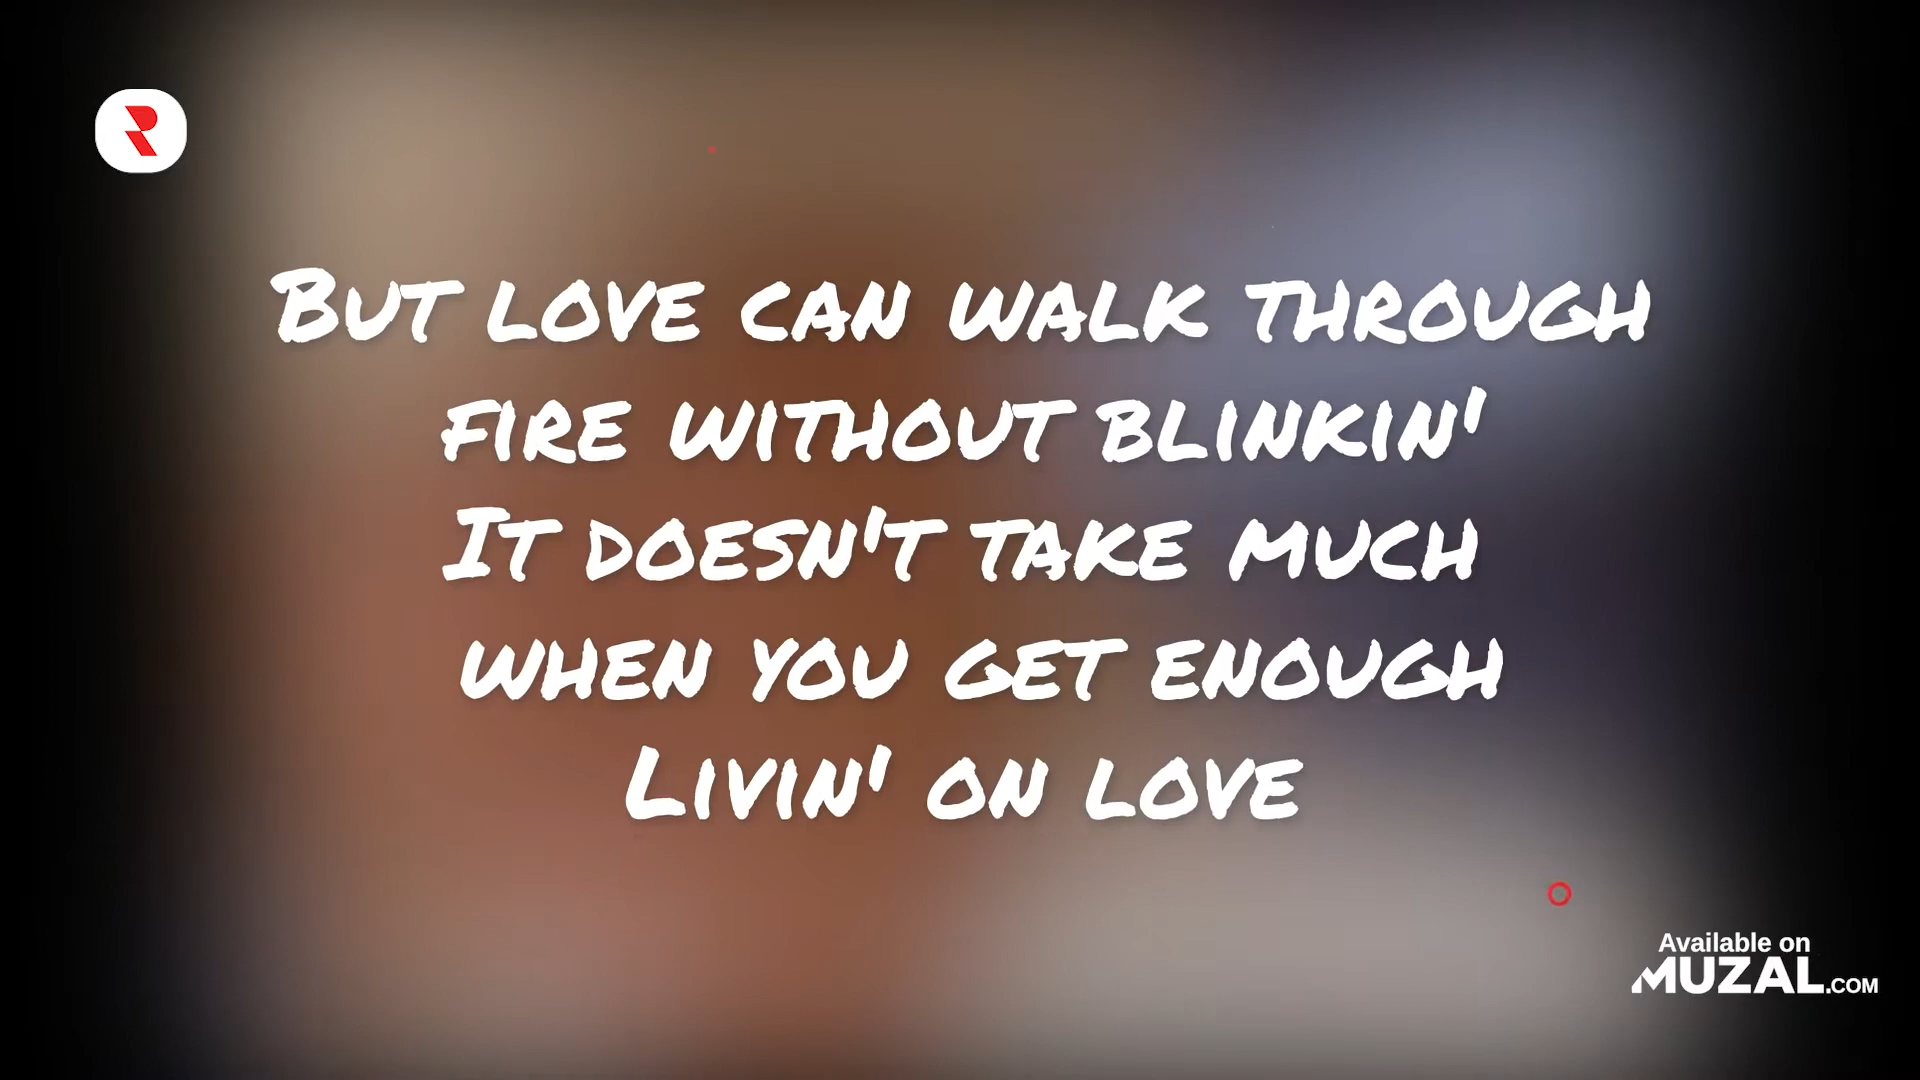 But love can walk through
fire without blinkin'
It doesn't take much
when you get enough
Livin' on love
Available on
MUZAL.COM